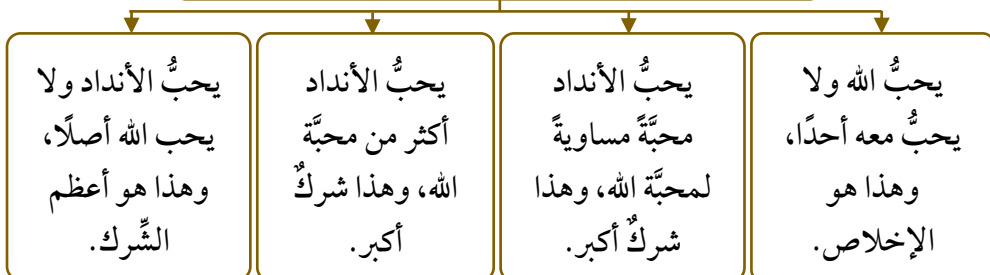 يحبُّ الله ولا
يحبُّ معه أحدًا،
وهذا هو
الإخلاص.
يحبُّ الأنداد
محبَّةً مساويةً
لمحبَّة الله، وهذا
شركٌ أكبر.
يحبُّ الأنداد
أكثر من محبَّة
الله، وهذا شركٌ
أكبر.
يحبُّ الأنداد ولا
يحب الله أصلًا،
وهذا هو أعظم
الشِّرك.